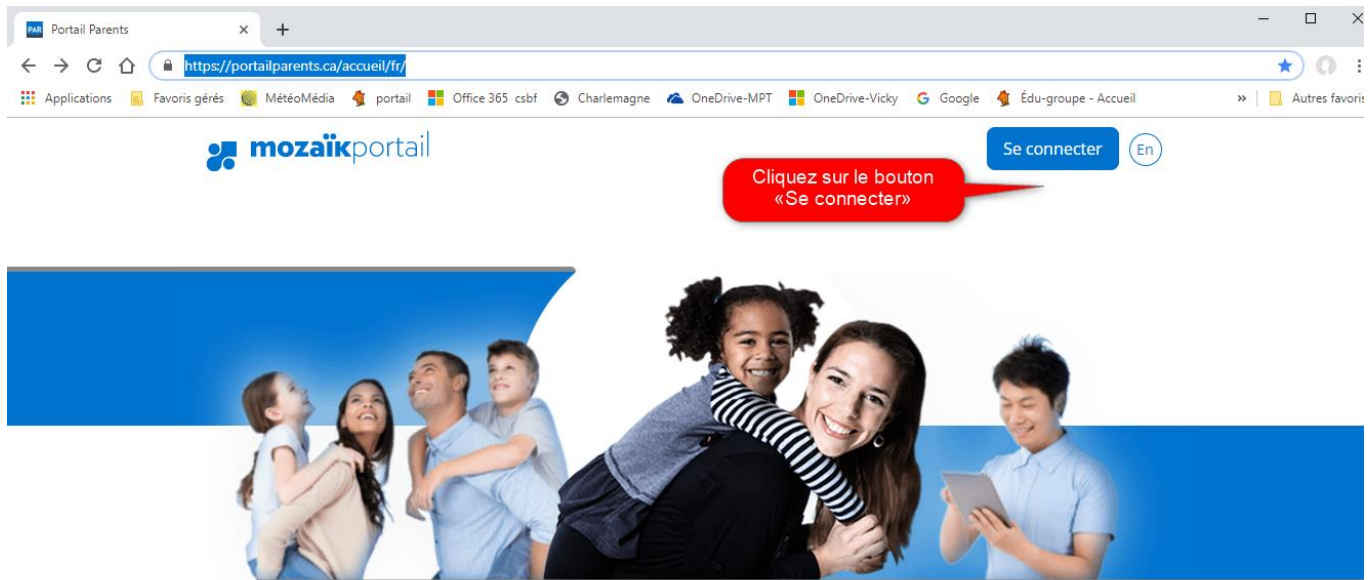 PAR Portail Parents
https://portailparents.ca/accueil/fr/
Applications Favoris gérés MétéoMédia portail Office 365 csbf Charlemagne OneDrive-MPT OneDrive-Vicky Google Édu-groupe - Accueil » Autres favoris
mozaïkportail Se connecter En
Cliquez sur le bouton
«Se connecter»